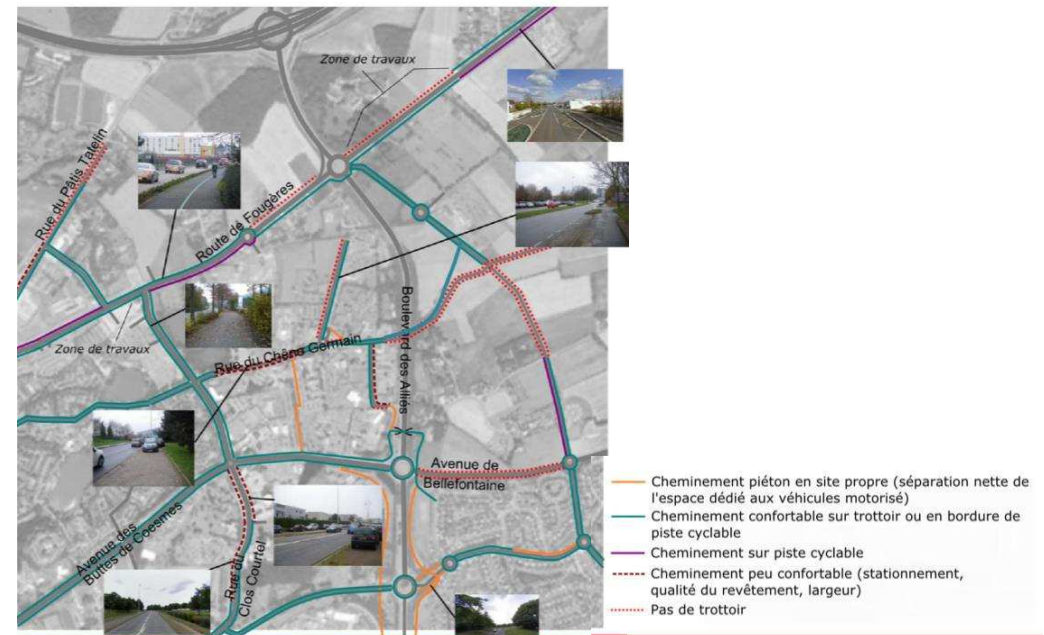 Zone de travaux
Rue du Pâtis Tatelin
Route de Fougères
Zone de travaux
Rue du Chêne Germain
Boulevard des Alliés
Avenue de
Bellefontaine
Avenue des
Buttes de Coesmes
Rue du
Clos Courtel
Cheminement piéton en site propre (séparation nette de
l'espace dédié aux véhicules motorisé)
Cheminement confortable sur trottoir ou en bordure de
piste cyclable
Cheminement sur piste cyclable
Cheminement peu confortable (stationnement,
qualité du revêtement, largeur)
Pas de trottoir